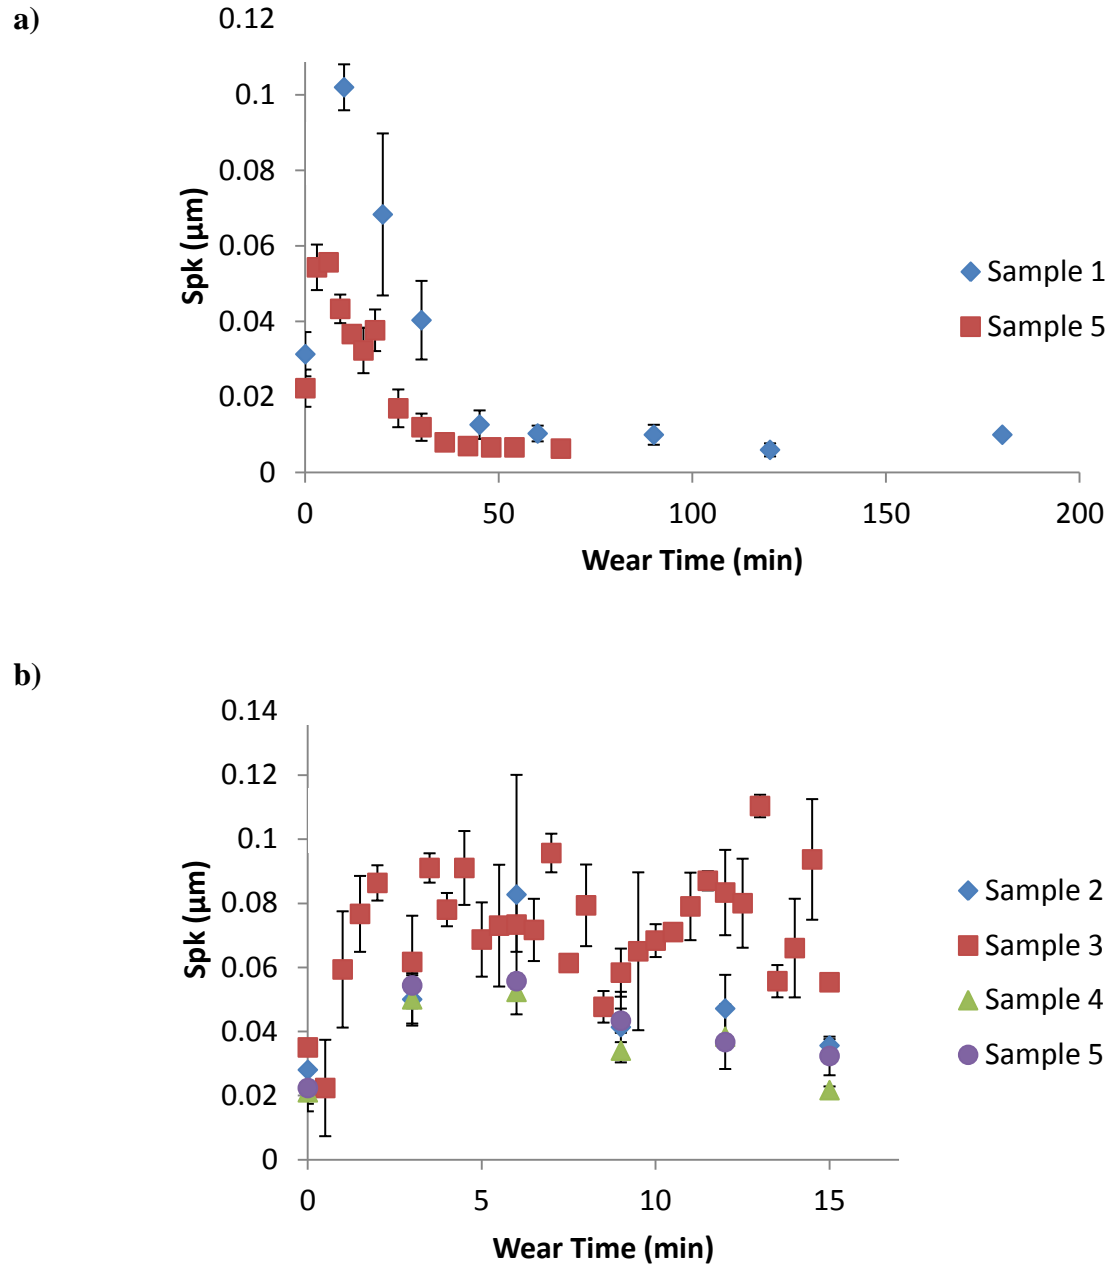 a)
0.12
0.1
0.08
0.06
0.04
0.02
0
Spk (µm)
0 50 100 150 200
Wear Time (min)
Sample 1
Sample 5
b)
0.14
0.12
0.1
0.08
0.06
0.04
0.02
0
Spk (µm)
0 5 10 15
Wear Time (min)
Sample 2
Sample 3
Sample 4
Sample 5